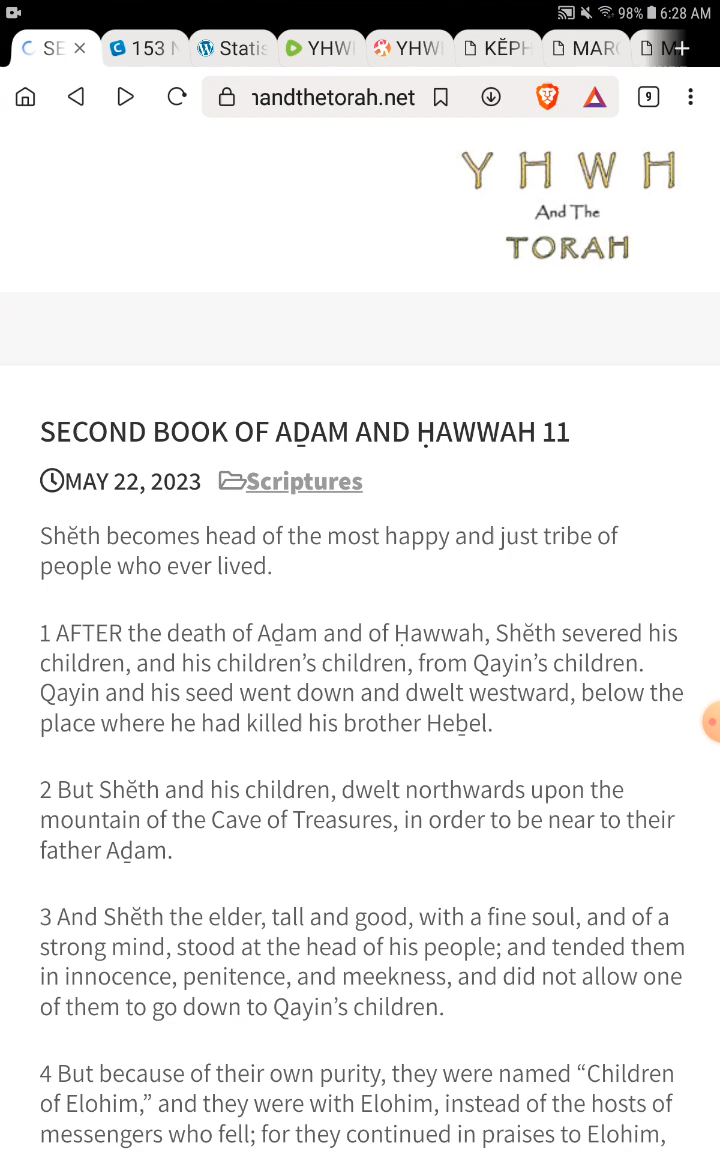 98% 6:28 AM
SE × 153 N Statis YHWI YHW KĔPH MARC M +
nandthetorah.net 9
Y H W H
And The
TORAH
SECOND BOOK OF AḎAM AND ḤAWWAH 11
MAY 22, 2023 Scriptures
Shĕth becomes head of the most happy and just tribe of
people who ever lived.
1 AFTER the death of Aḏam and of Ḥawwah, Shĕth severed his
children, and his children’s children, from Qayin’s children.
Qayin and his seed went down and dwelt westward, below the
place where he had killed his brother Heḇel.
2 But Shĕth and his children, dwelt northwards upon the
mountain of the Cave of Treasures, in order to be near to their
father Aḏam.
3 And Shĕth the elder, tall and good, with a fine soul, and of a
strong mind, stood at the head of his people; and tended them
in innocence, penitence, and meekness, and did not allow one
of them to go down to Qayin’s children.
4 But because of their own purity, they were named “Children
of Elohim,” and they were with Elohim, instead of the hosts of
messengers who fell; for they continued in praises to Elohim,